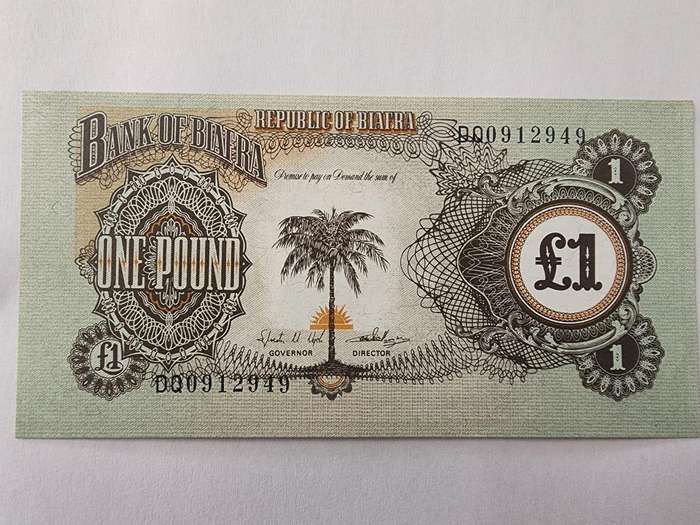 BANK OF BIAFRA
REPUBLIC OF BIAFRA
DQ0912949
Promise to pay on Demand the sum of
1
ONE POUND
£1
£1
GOVERNOR
DIRECTOR
1
DQ0912949